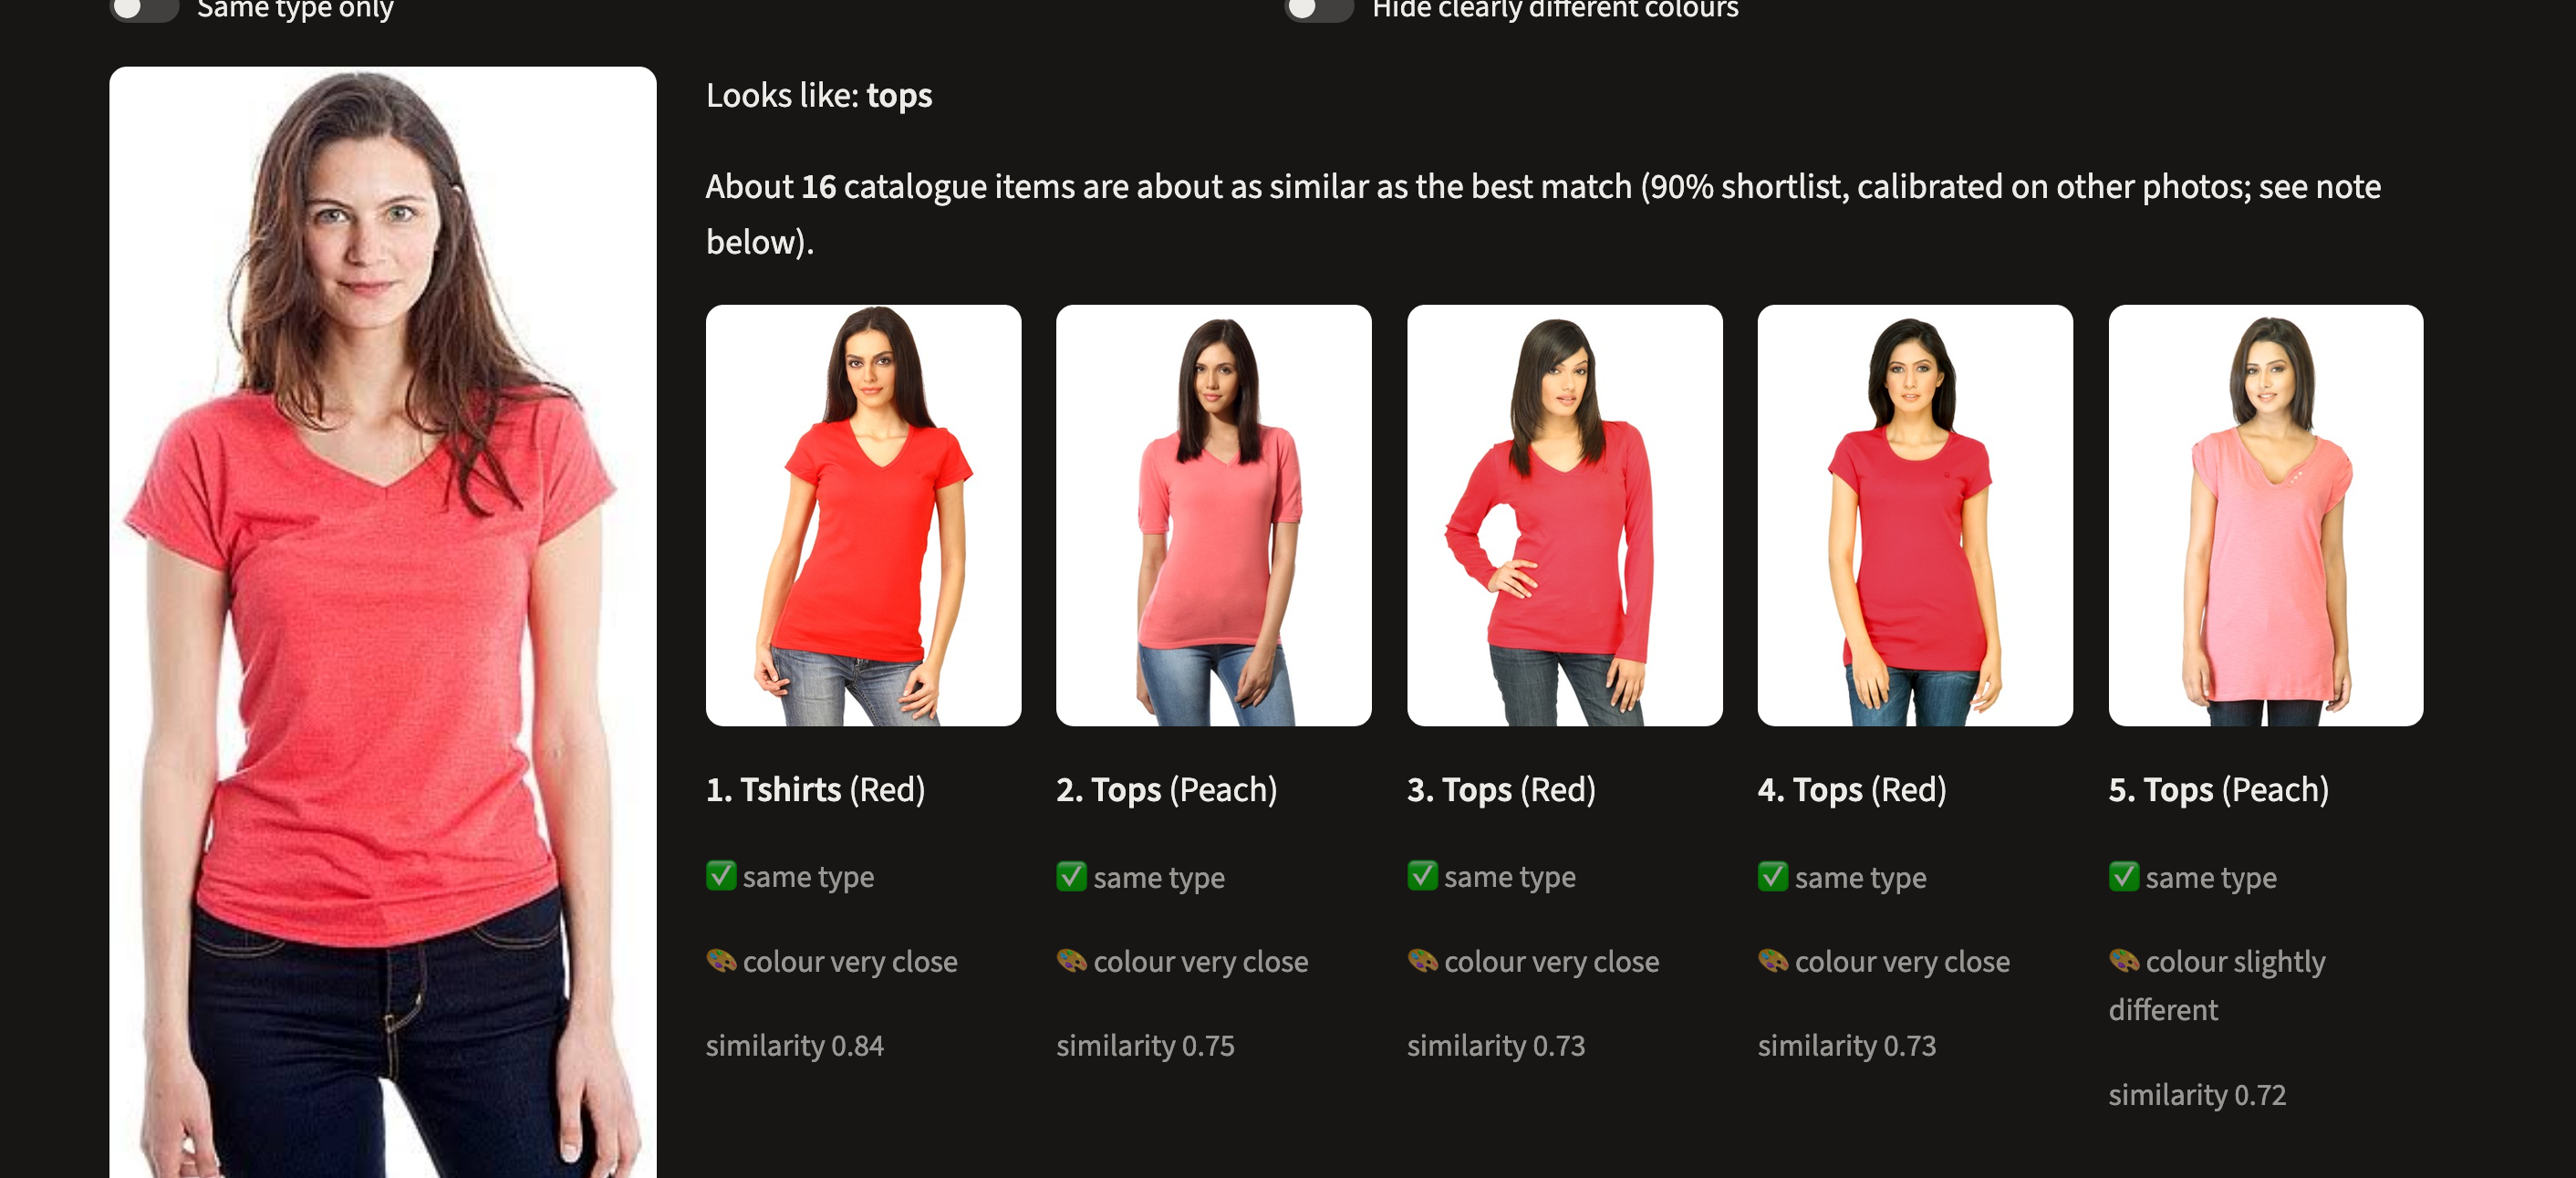 Same type only
Hide clearly different colours
Looks like: tops
About 16 catalogue items are about as similar as the best match (90% shortlist, calibrated on other photos; see note
below).
1. Tshirts (Red)
✅ same type
🎨 colour very close
similarity 0.84
2. Tops (Peach)
✅ same type
🎨 colour very close
similarity 0.75
3. Tops (Red)
✅ same type
🎨 colour very close
similarity 0.73
4. Tops (Red)
✅ same type
🎨 colour very close
similarity 0.73
5. Tops (Peach)
✅ same type
🎨 colour slightly
different
similarity 0.72